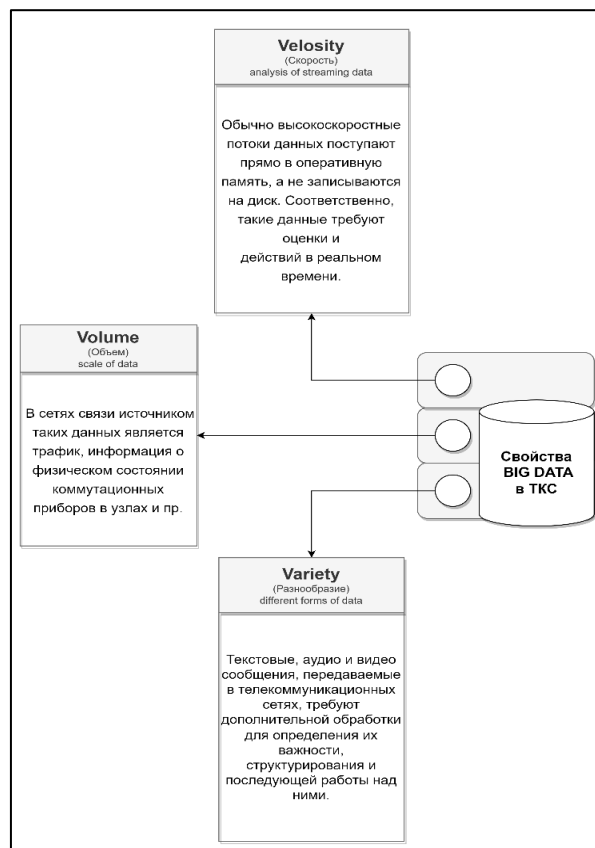 Velosity
(Скорость)
analysis of streaming data
Обычно высокоскоростные
потоки данных поступают
прямо в оперативную
память, а не записываются
на диск. Соответственно,
такие данные требуют
оценки и
действий в реальном
времени.
Volume
(Объем)
scale of data
В сетях связи источником
таких данных является
трафик, информация о
физическом состоянии
коммутационных
приборов в узлах и пр.
Свойства
BIG DATA
в ТКС
Variety
(Разнообразие)
different forms of data
Текстовые, аудио и видео
сообщения, передаваемые
в телекоммуникационных
сетях, требуют
дополнительной обработки
для определения их
важности,
структурирования и
последующей работы над
ними.